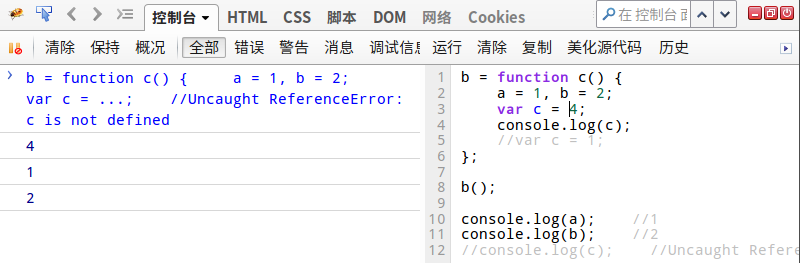 控制台 HTML CSS 脚本 DOM 网络 Cookies 在 控制台 面
清除 保持 概况 全部 错误 警告 消息 调试信息 运行 清除 复制 美化源代码 历史
b = function c() {     a = 1, b = 2;
var c = ...;    //Uncaught ReferenceError:
c is not defined
4
1
2
1 b = function c() {
2     a = 1, b = 2;
3     var c = 4;
4     console.log(c);
5     //var c = 1;
6 };
7
8 b();
9
10 console.log(a);    //1
11 console.log(b);    //2
12 //console.log(c);    //Uncaught Refere